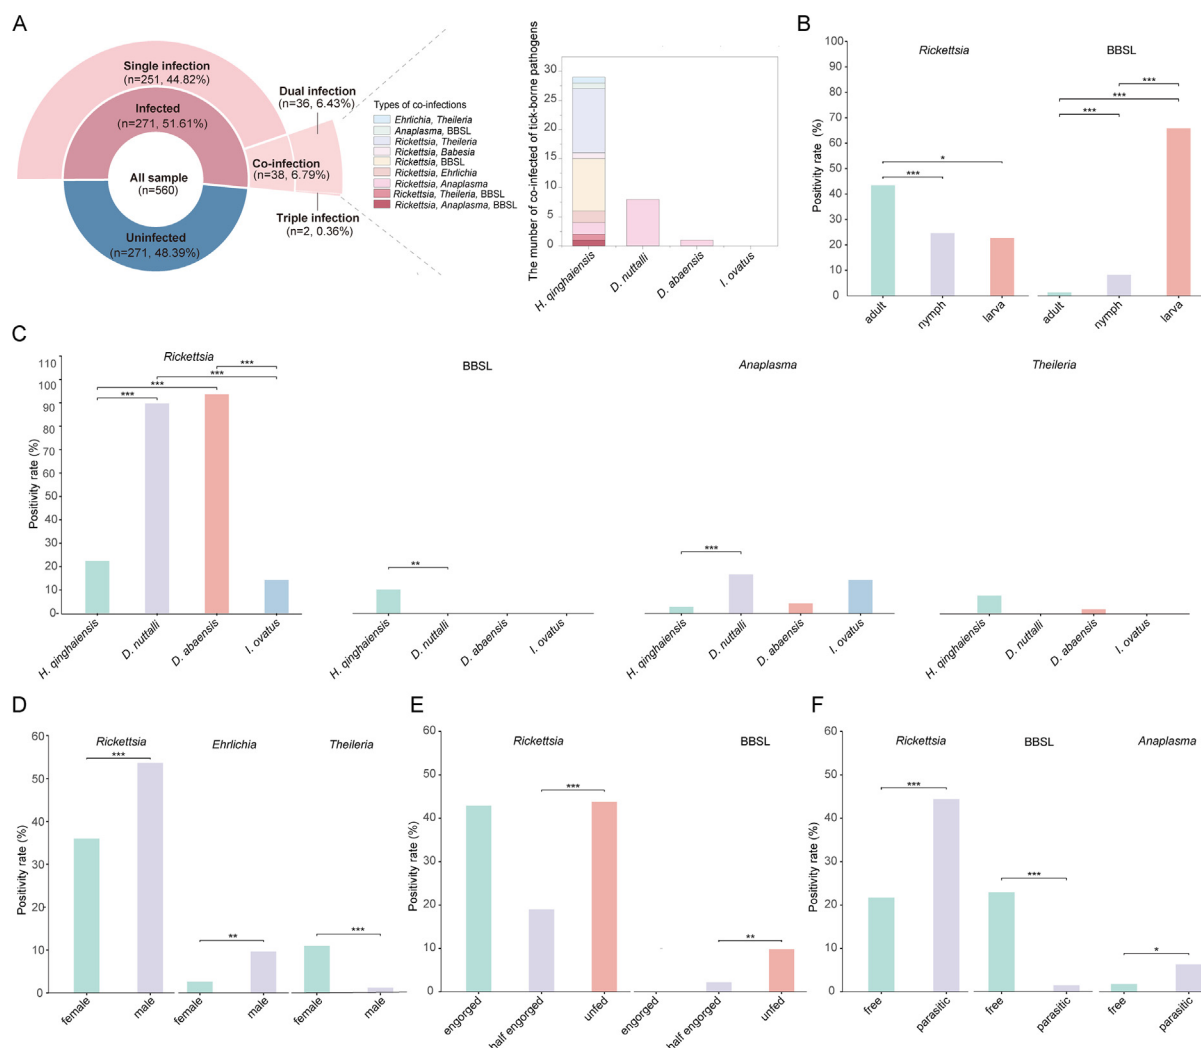 A
Single infection
(n=251, 44.82%)
Infected
(n=271, 51.61%)
All sample
(n=560)
Uninfected
(n=271, 48.39%)
Co-infection
(n=38, 6.79%)
Dual infection
(n=36, 6.43%)
Triple infection
(n=2, 0.36%)
Types of co-infections
Ehrlichia, Theileria
Anaplasma, BBSL
Rickettsia, Theileria
Rickettsia, Babesia
Rickettsia, BBSL
Rickettsia, Ehrlichia
Rickettsia, Anaplasma
Rickettsia, Theileria, BBSL
Rickettsia, Anaplasma, BBSL
The munber of co-infected of tick-borne pathogens
30
25
20
15
10
5
0
H. qinghaiensis
D. nuttalli
D. abaensis
I. ovatus
B
Rickettsia
BBSL
Positivity rate (%)
100
90
80
70
60
50
40
30
20
10
0
***
*
***
***
***
adult
nymph
larva
adult
nymph
larva
C
Rickettsia
BBSL
Anaplasma
Theileria
Positivity rate (%)
110
100
90
80
70
60
50
40
30
20
10
0
***
***
***
***
**
***
H. qinghaiensis
D. nuttalli
D. abaensis
I. ovatus
H. qinghaiensis
D. nuttalli
D. abaensis
I. ovatus
H. qinghaiensis
D. nuttalli
D. abaensis
I. ovatus
H. qinghaiensis
D. nuttalli
D. abaensis
I. ovatus
D
Rickettsia
Ehrlichia
Theileria
Positivity rate (%)
60
50
40
30
20
10
0
***
**
***
female
male
female
male
female
male
E
Rickettsia
BBSL
Positivity rate (%)
60
50
40
30
20
10
0
***
**
engorged
half engorged
unfed
engorged
half engorged
unfed
F
Rickettsia
BBSL
Anaplasma
Positivity rate (%)
60
50
40
30
20
10
0
***
***
*
free
parasitic
free
parasitic
free
parasitic